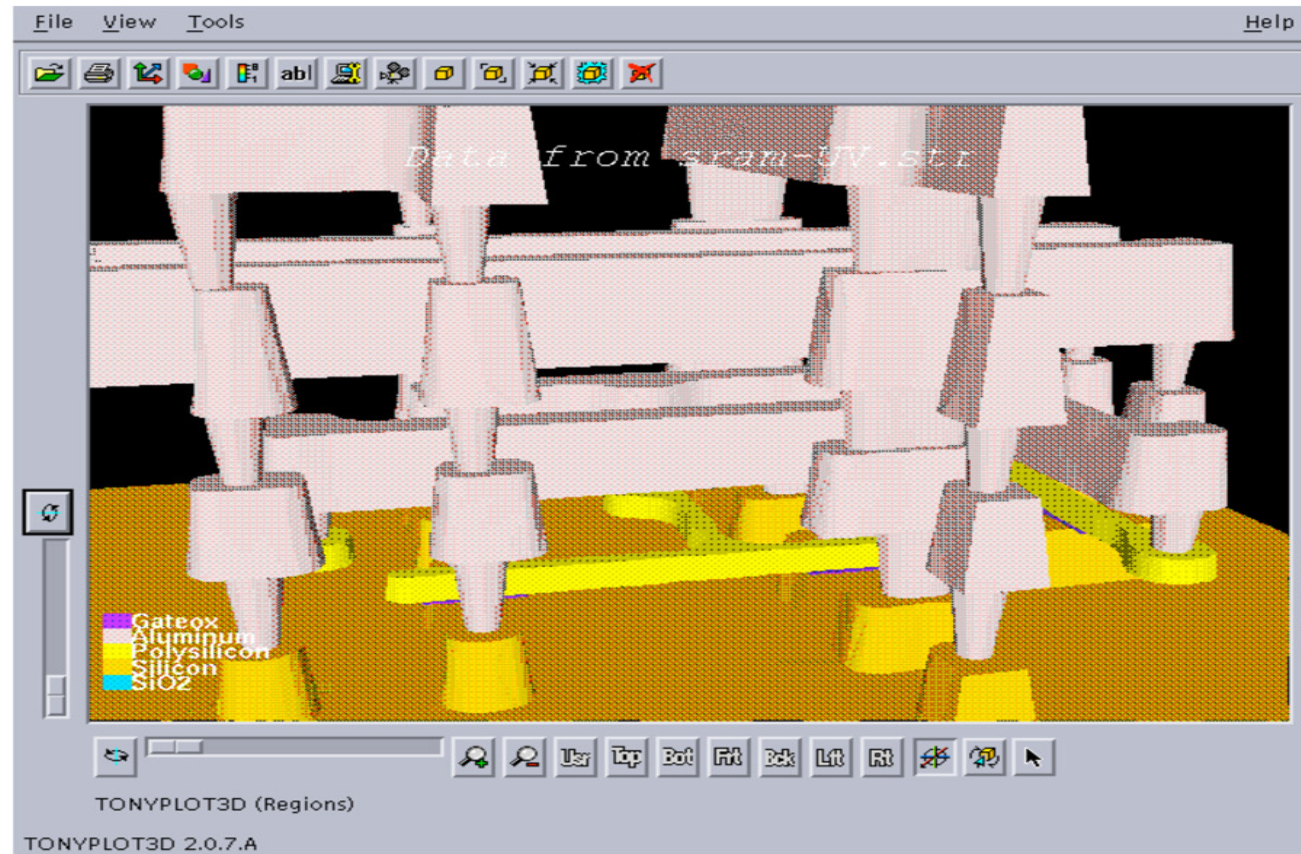 File View Tools Help
abl
Data from sram-UV.str
Gateox
Aluminum
Polysilicon
Silicon
SiO2
Usr Top Bot Frt Bck Lft Rt
TONYPLOT3D (Regions)
TONYPLOT3D 2.0.7.A